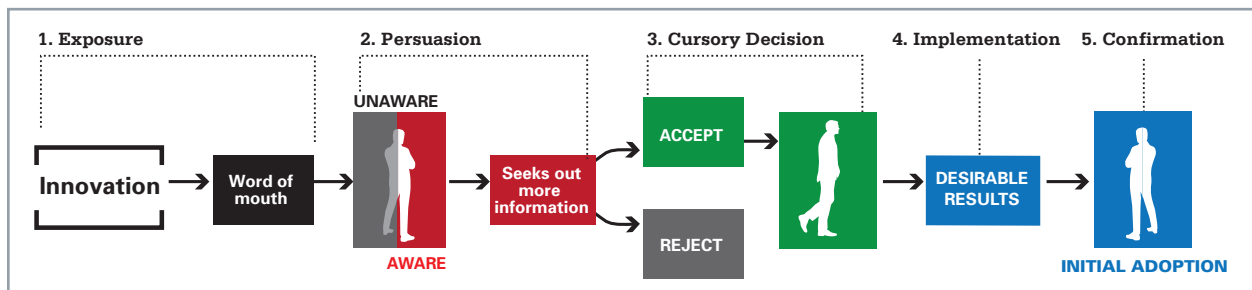 1. Exposure
2. Persuasion
3. Cursory Decision
4. Implementation
5. Confirmation
Innovation
Word of
mouth
UNAWARE
AWARE
Seeks out
more
information
ACCEPT
REJECT
DESIRABLE
RESULTS
INITIAL ADOPTION